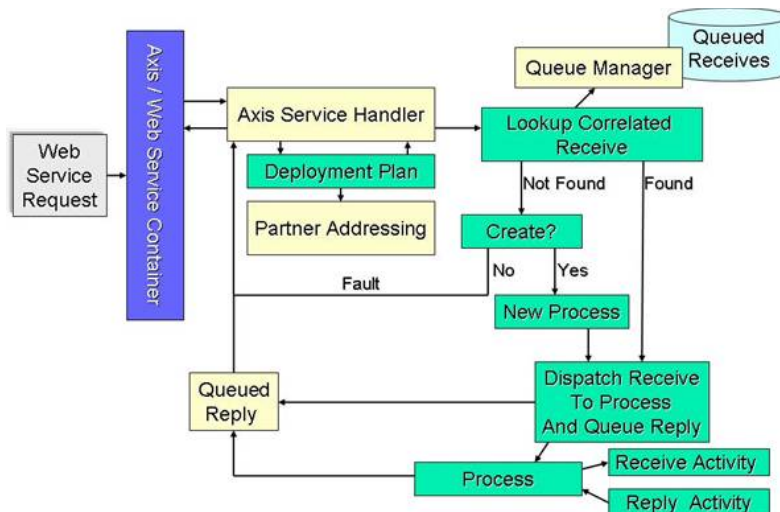 Queued
Receives
Queue Manager
Axis / Web Service Container
Axis Service Handler
Lookup Correlated
Receive
Web
Service
Request
Deployment Plan
Not Found
Found
Partner Addressing
Create?
No
Yes
Fault
New Process
Queued
Reply
Dispatch Receive
To Process
And Queue Reply
Process
Receive Activity
Reply Activity